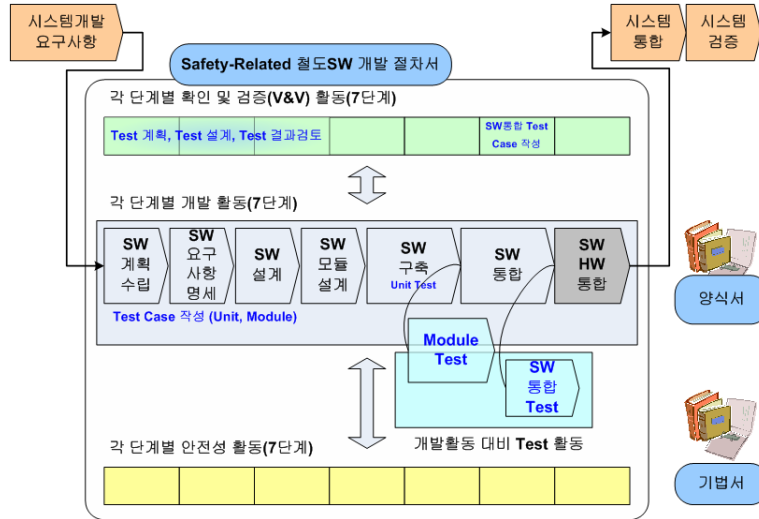 시스템개발
요구사항
시스템
통합
시스템
검증
Safety-Related 철도SW 개발 절차서
각 단계별 확인 및 검증(V&V) 활동(7단계)
Test 계획, Test 설계, Test 결과검토
SW통합 Test
Case 작성
각 단계별 개발 활동(7단계)
SW
계획
수립
SW
요구
사항
명세
SW
설계
SW
모듈
설계
SW
구축
Unit Test
SW
통합
SW
HW
통합
Test Case 작성 (Unit, Module)
Module
Test
SW
통합
Test
개발활동 대비 Test 활동
각 단계별 안전성 활동(7단계)
양식서
기법서